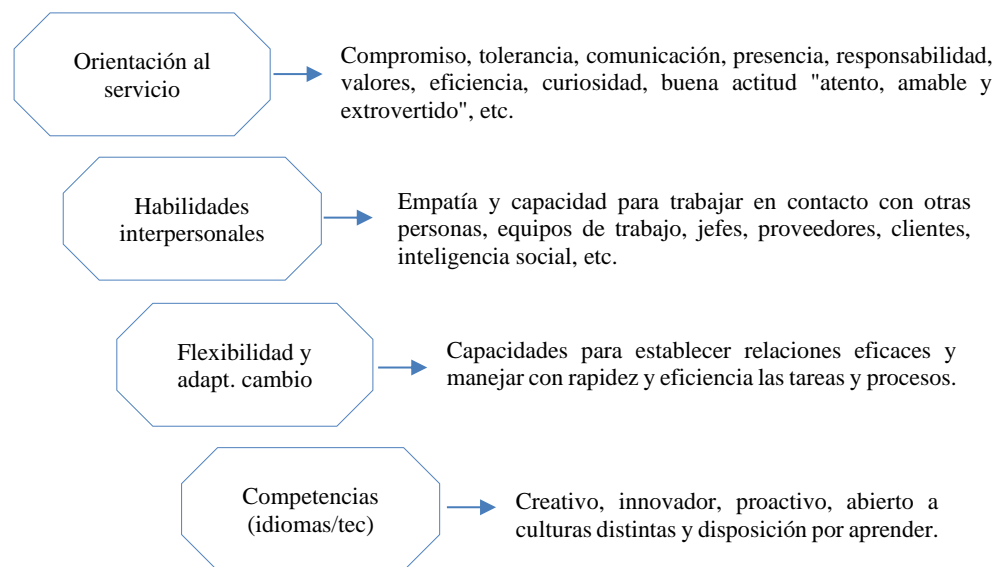 Orientación al
servicio
Compromiso, tolerancia, comunicación, presencia, responsabilidad,
valores, eficiencia, curiosidad, buena actitud "atento, amable y
extrovertido", etc.
Habilidades
interpersonales
Empatía y capacidad para trabajar en contacto con otras
personas, equipos de trabajo, jefes, proveedores, clientes,
inteligencia social, etc.
Flexibilidad y
adapt. cambio
Capacidades para establecer relaciones eficaces y
manejar con rapidez y eficiencia las tareas y procesos.
Competencias
(idiomas/tec)
Creativo, innovador, proactivo, abierto a
culturas distintas y disposición por aprender.